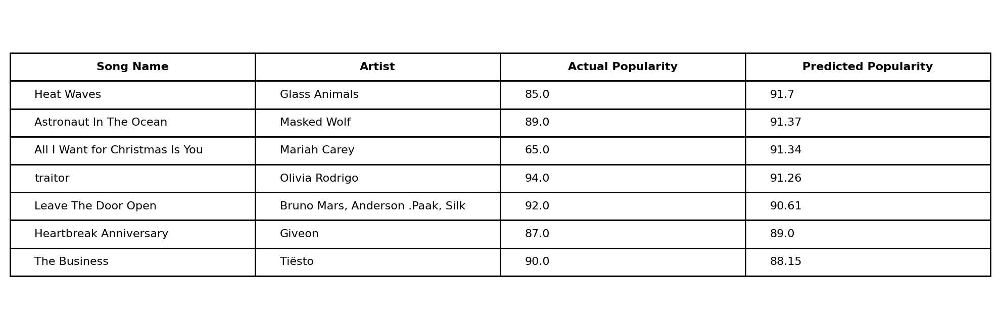 Song Name Artist Actual Popularity Predicted Popularity
Heat Waves Glass Animals 85.0 91.7
Astronaut In The Ocean Masked Wolf 89.0 91.37
All I Want for Christmas Is You Mariah Carey 65.0 91.34
traitor Olivia Rodrigo 94.0 91.26
Leave The Door Open Bruno Mars, Anderson .Paak, Silk 92.0 90.61
Heartbreak Anniversary Giveon 87.0 89.0
The Business Tiësto 90.0 88.15